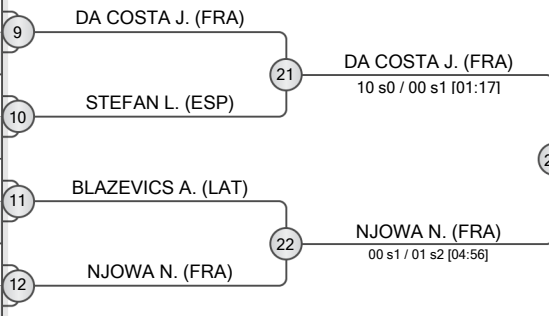 DA COSTA J. (FRA)
9
21
DA COSTA J. (FRA)
10 s0 / 00 s1 [01:17]
STEFAN L. (ESP)
10
2
BLAZEVICS A. (LAT)
11
22
NJOWA N. (FRA)
00 s1 / 01 s2 [04:56]
NJOWA N. (FRA)
12